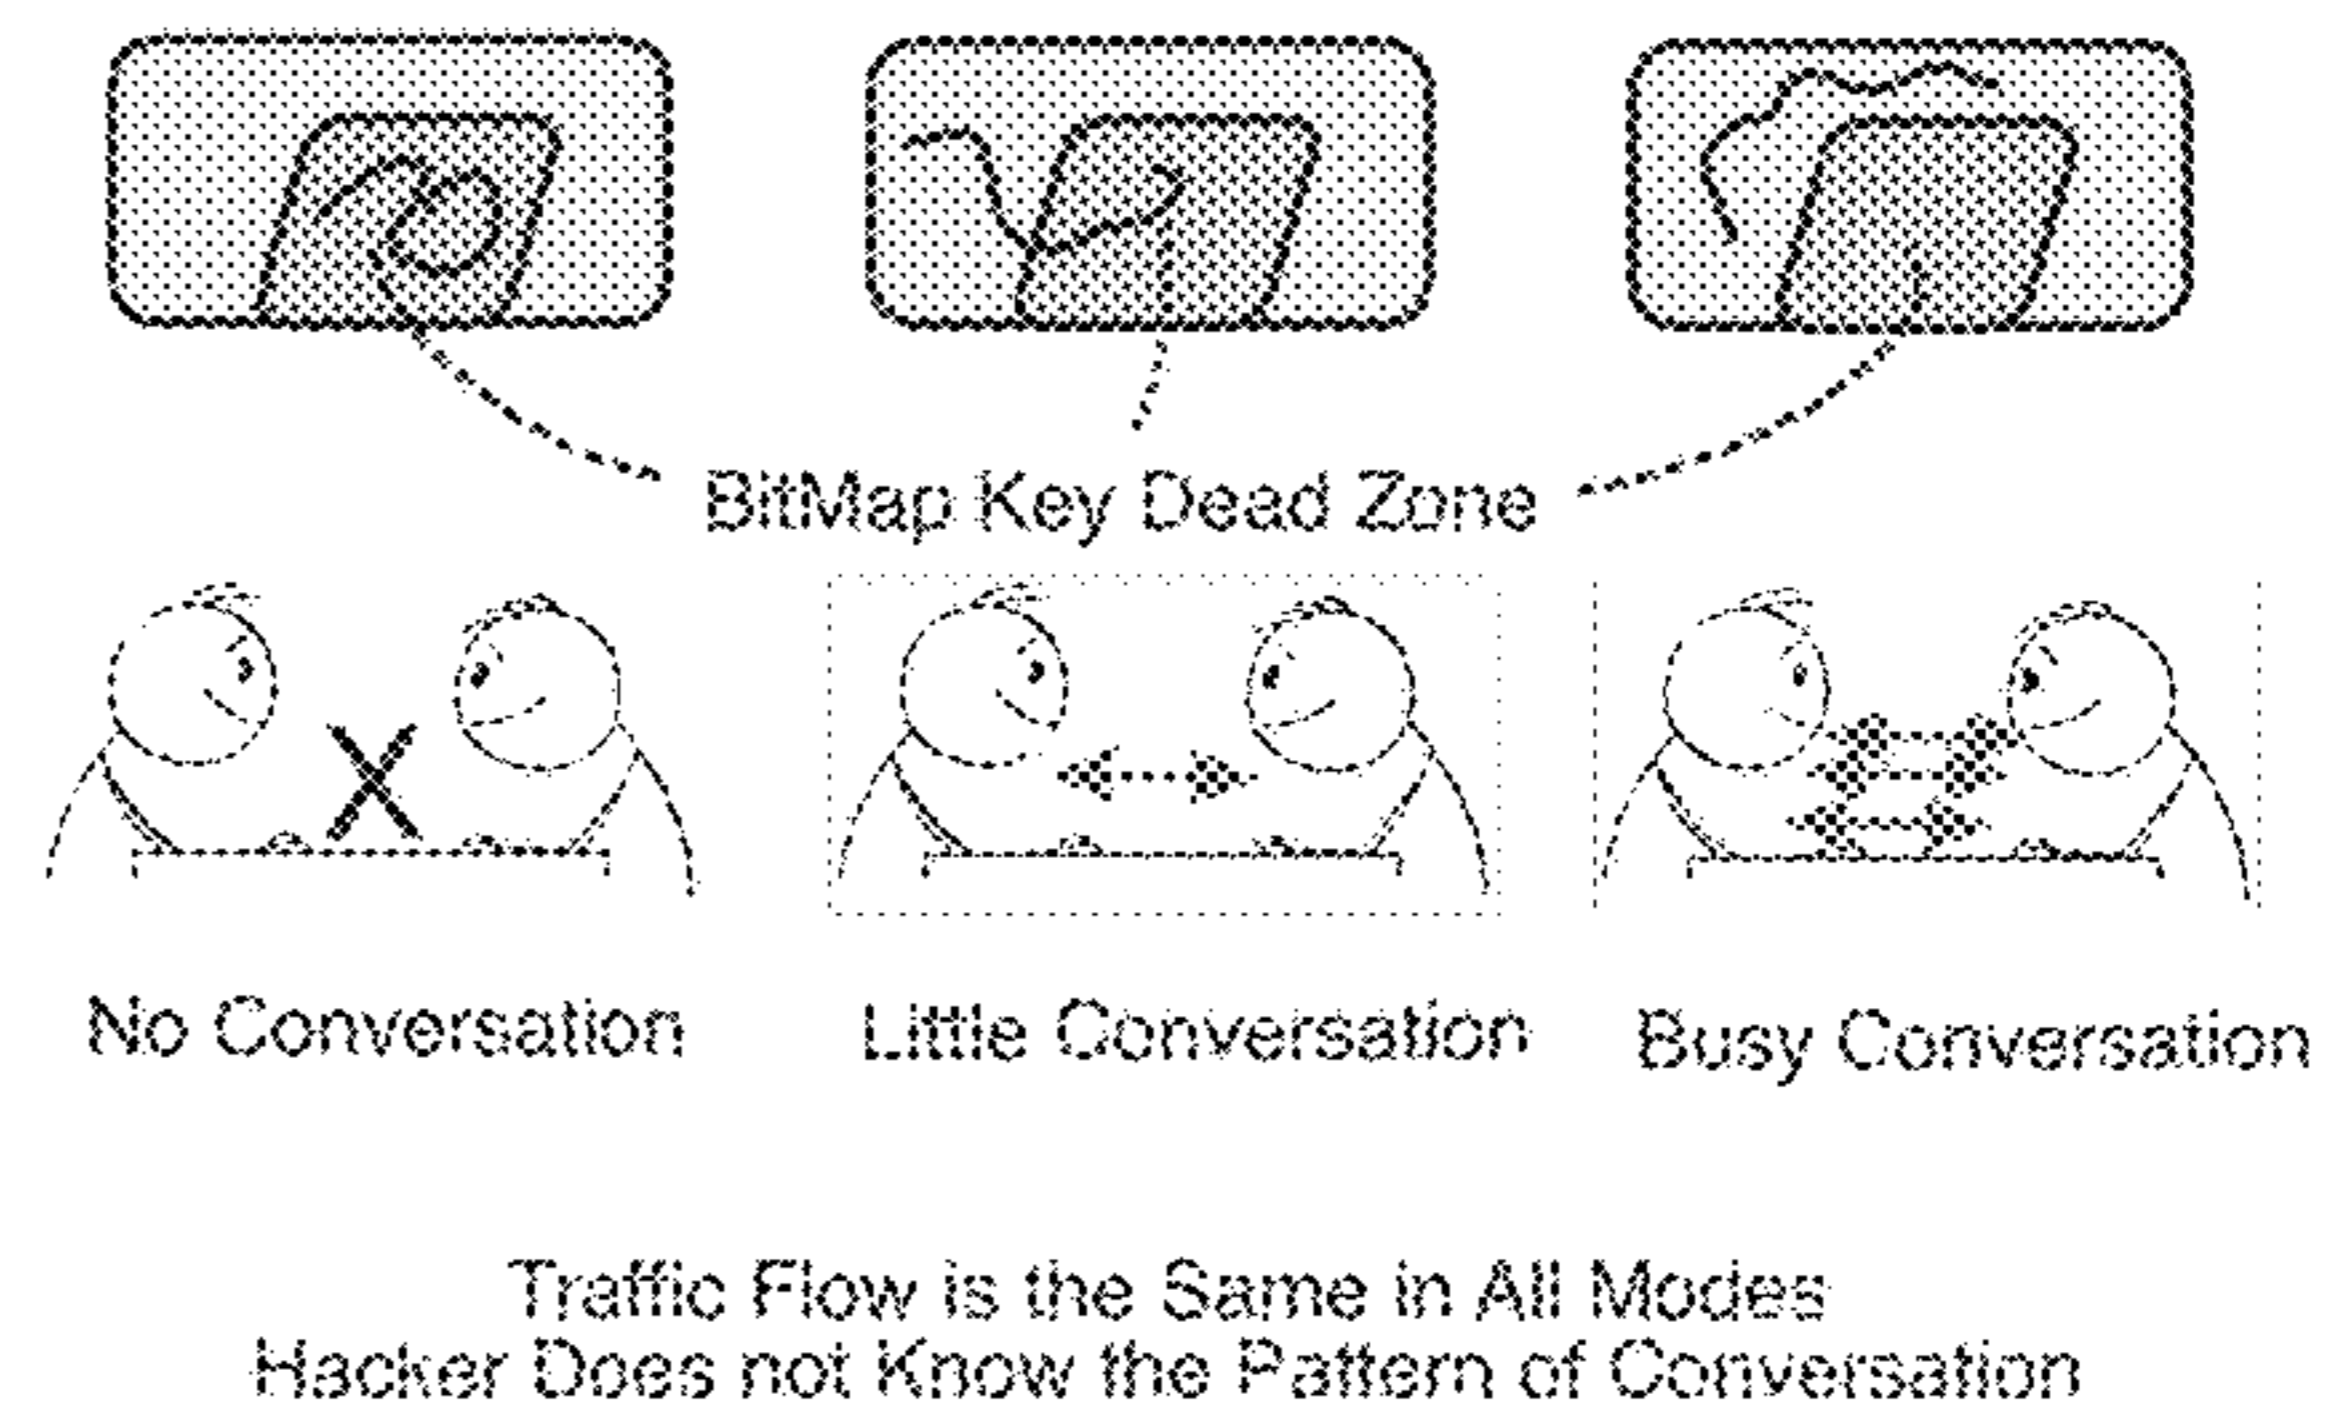 BitMap Key Dead Zone
No Conversation
Little Conversation
Busy Conversation
Traffic Flow is the Same in All Modes
Hacker Does not Know the Pattern of Conversation